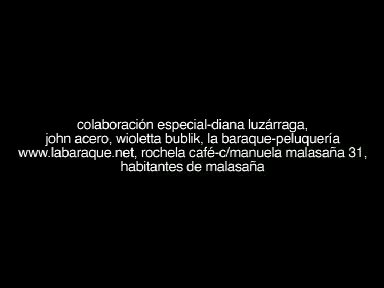 colaboración especial-diana luzárraga,
john acero, wioletta bublik, la baraque-peluquería
www.labaraque.net, rochela café-c/manuela malasaña 31,
habitantes de malasaña